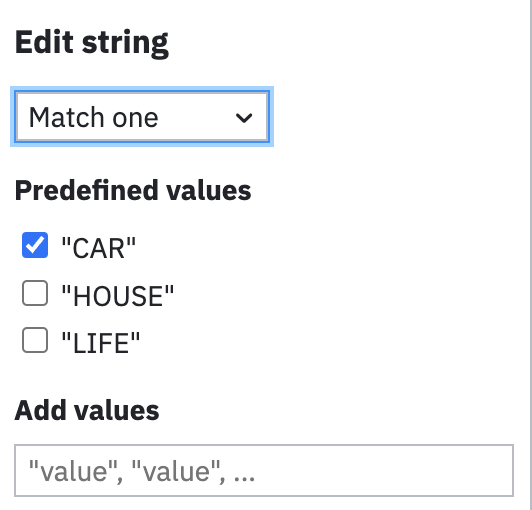 Edit string
Match one
Predefined values
"CAR"
"HOUSE"
"LIFE"
Add values
"value", "value", ...